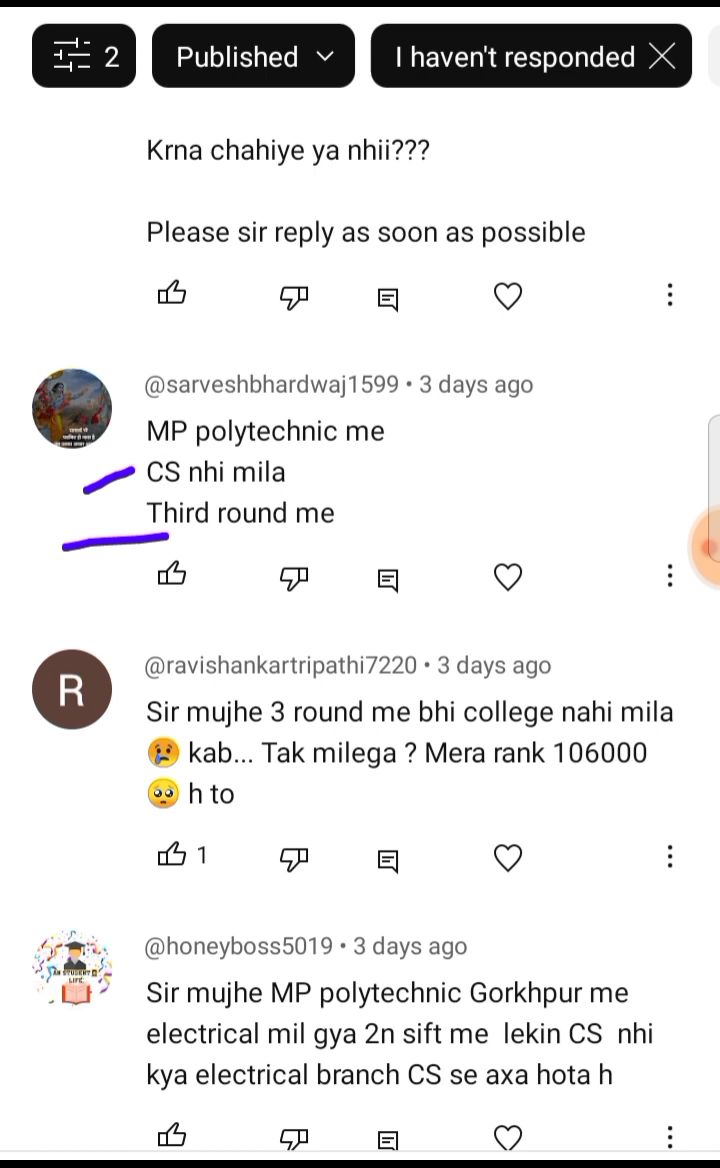 2
Published
I haven't responded
Krna chahiye ya nhii???
Please sir reply as soon as possible
@sarveshbhardwaj1599 • 3 days ago
MP polytechnic me
CS nhi mila
Third round me
R
@ravishankartripathi7220 • 3 days ago
Sir mujhe 3 round me bhi college nahi mila
😢 kab... Tak milega ? Mera rank 106000
🥺 h to
1
@honeyboss5019 • 3 days ago
Sir mujhe MP polytechnic Gorkhpur me
electrical mil gya 2n sift me lekin CS nhi
kya electrical branch CS se axa hota h